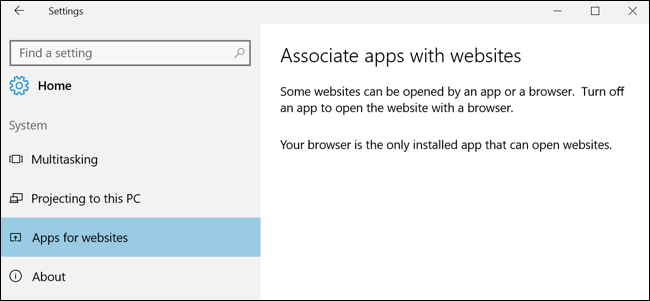 Settings
Find a setting
Home
System
Multitasking
Projecting to this PC
Apps for websites
About
Associate apps with websites
Some websites can be opened by an app or a browser.  Turn off
an app to open the website with a browser.
Your browser is the only installed app that can open websites.